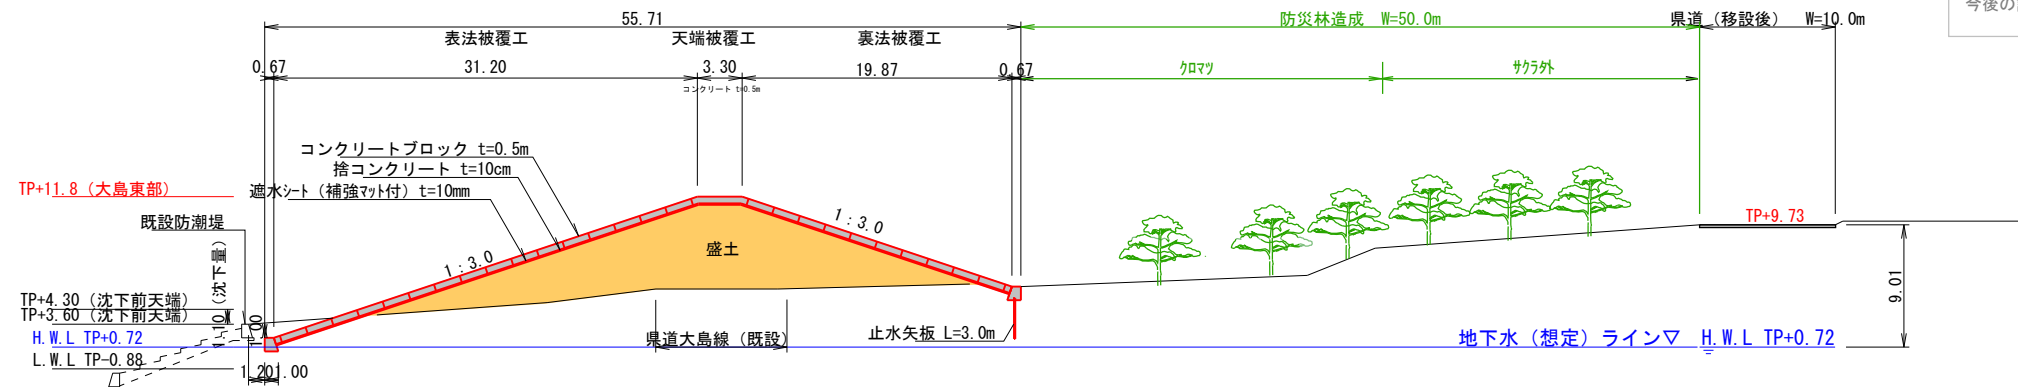 今後の
55.71
防災林造成 W=50.0m
県道（移設後） W=10.0m
表法被覆工
天端被覆工
裏法被覆工
0.67
31.20
3.30
19.87
0.67
クロマツ
サクラ外
コンクリート t=0.5m
コンクリートブロック t=0.5m
捨コンクリート t=10cm
遮水シート（補強マット付）t=10mm
TP+11.8（大島東部）
既設防潮堤
1:3.0
盛土
1:3.0
TP+9.73
9.01
1.10（沈下量）
TP+4.30（沈下前天端）
TP+3.60（沈下前天端）
1.00
H.W.L TP+0.72
県道大島線（既設）
止水矢板 L=3.0m
地下水（想定）ライン▽ H.W.L TP+0.72
L.W.L TP-0.88
1.20
1.00